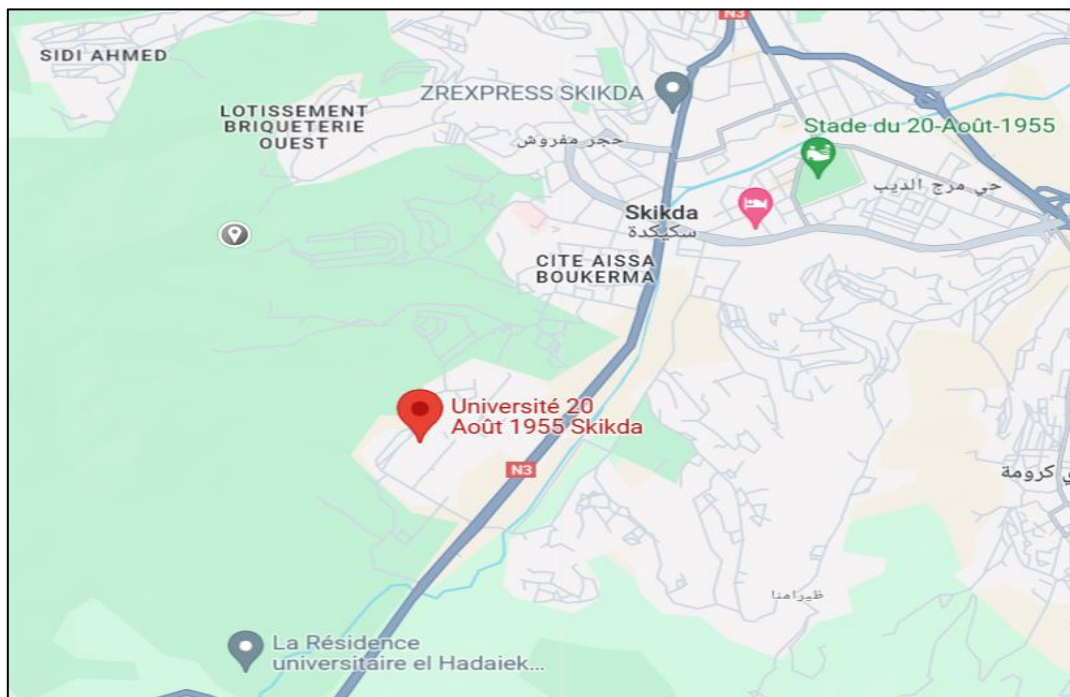 N3
SIDI AHMED
ZREXPRESS SKIKDA
LOTISSEMENT
BRIQUETERIE
OUEST
Stade du 20-Août-1955
حجر مفروش
حي مرج الديب
Skikda
سكيكدة
CITE AISSA
BOUKERMA
Université 20
Août 1955 Skikda
N3
ي كرومة
ظيرامنا
La Résidence
universitaire el Hadaiek...